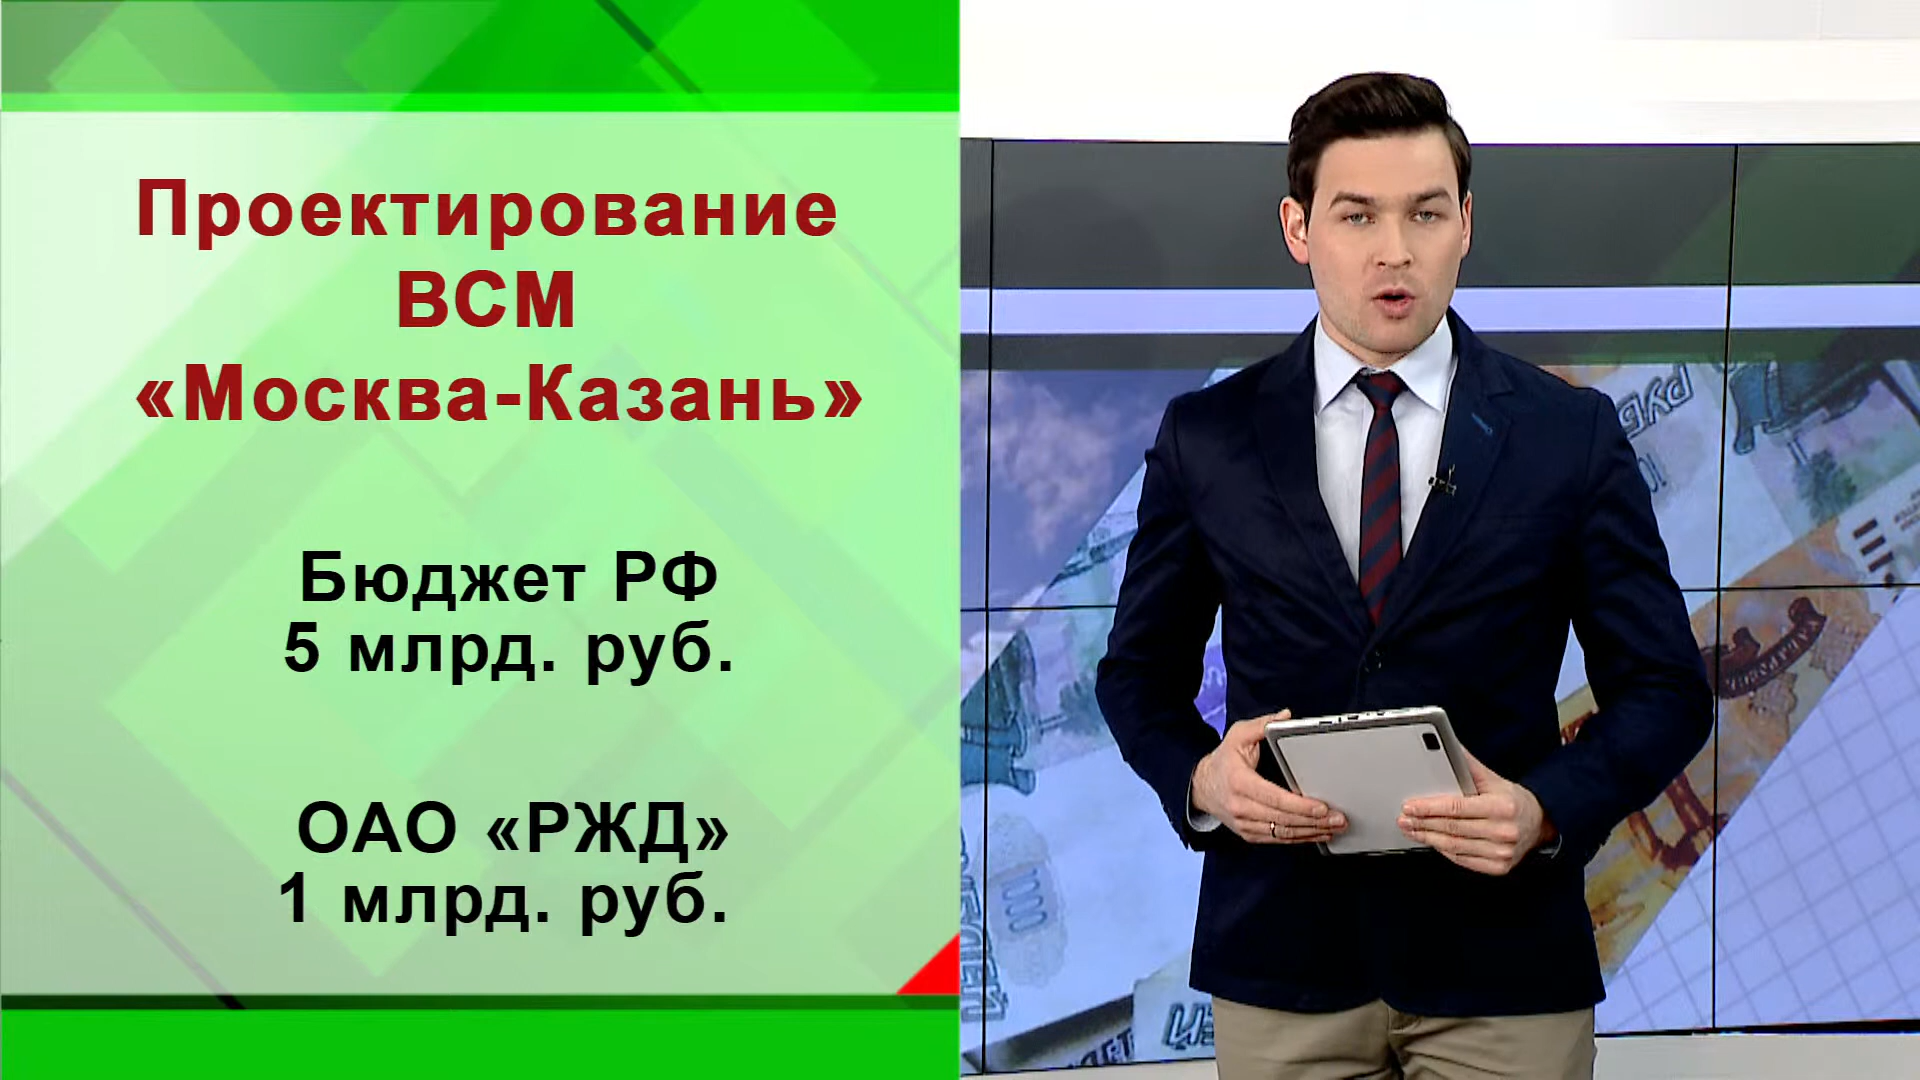 Проектирование
ВСМ
«Москва-Казань»
Бюджет РФ
5 млрд. руб.
ОАО «РЖД»
1 млрд. руб.